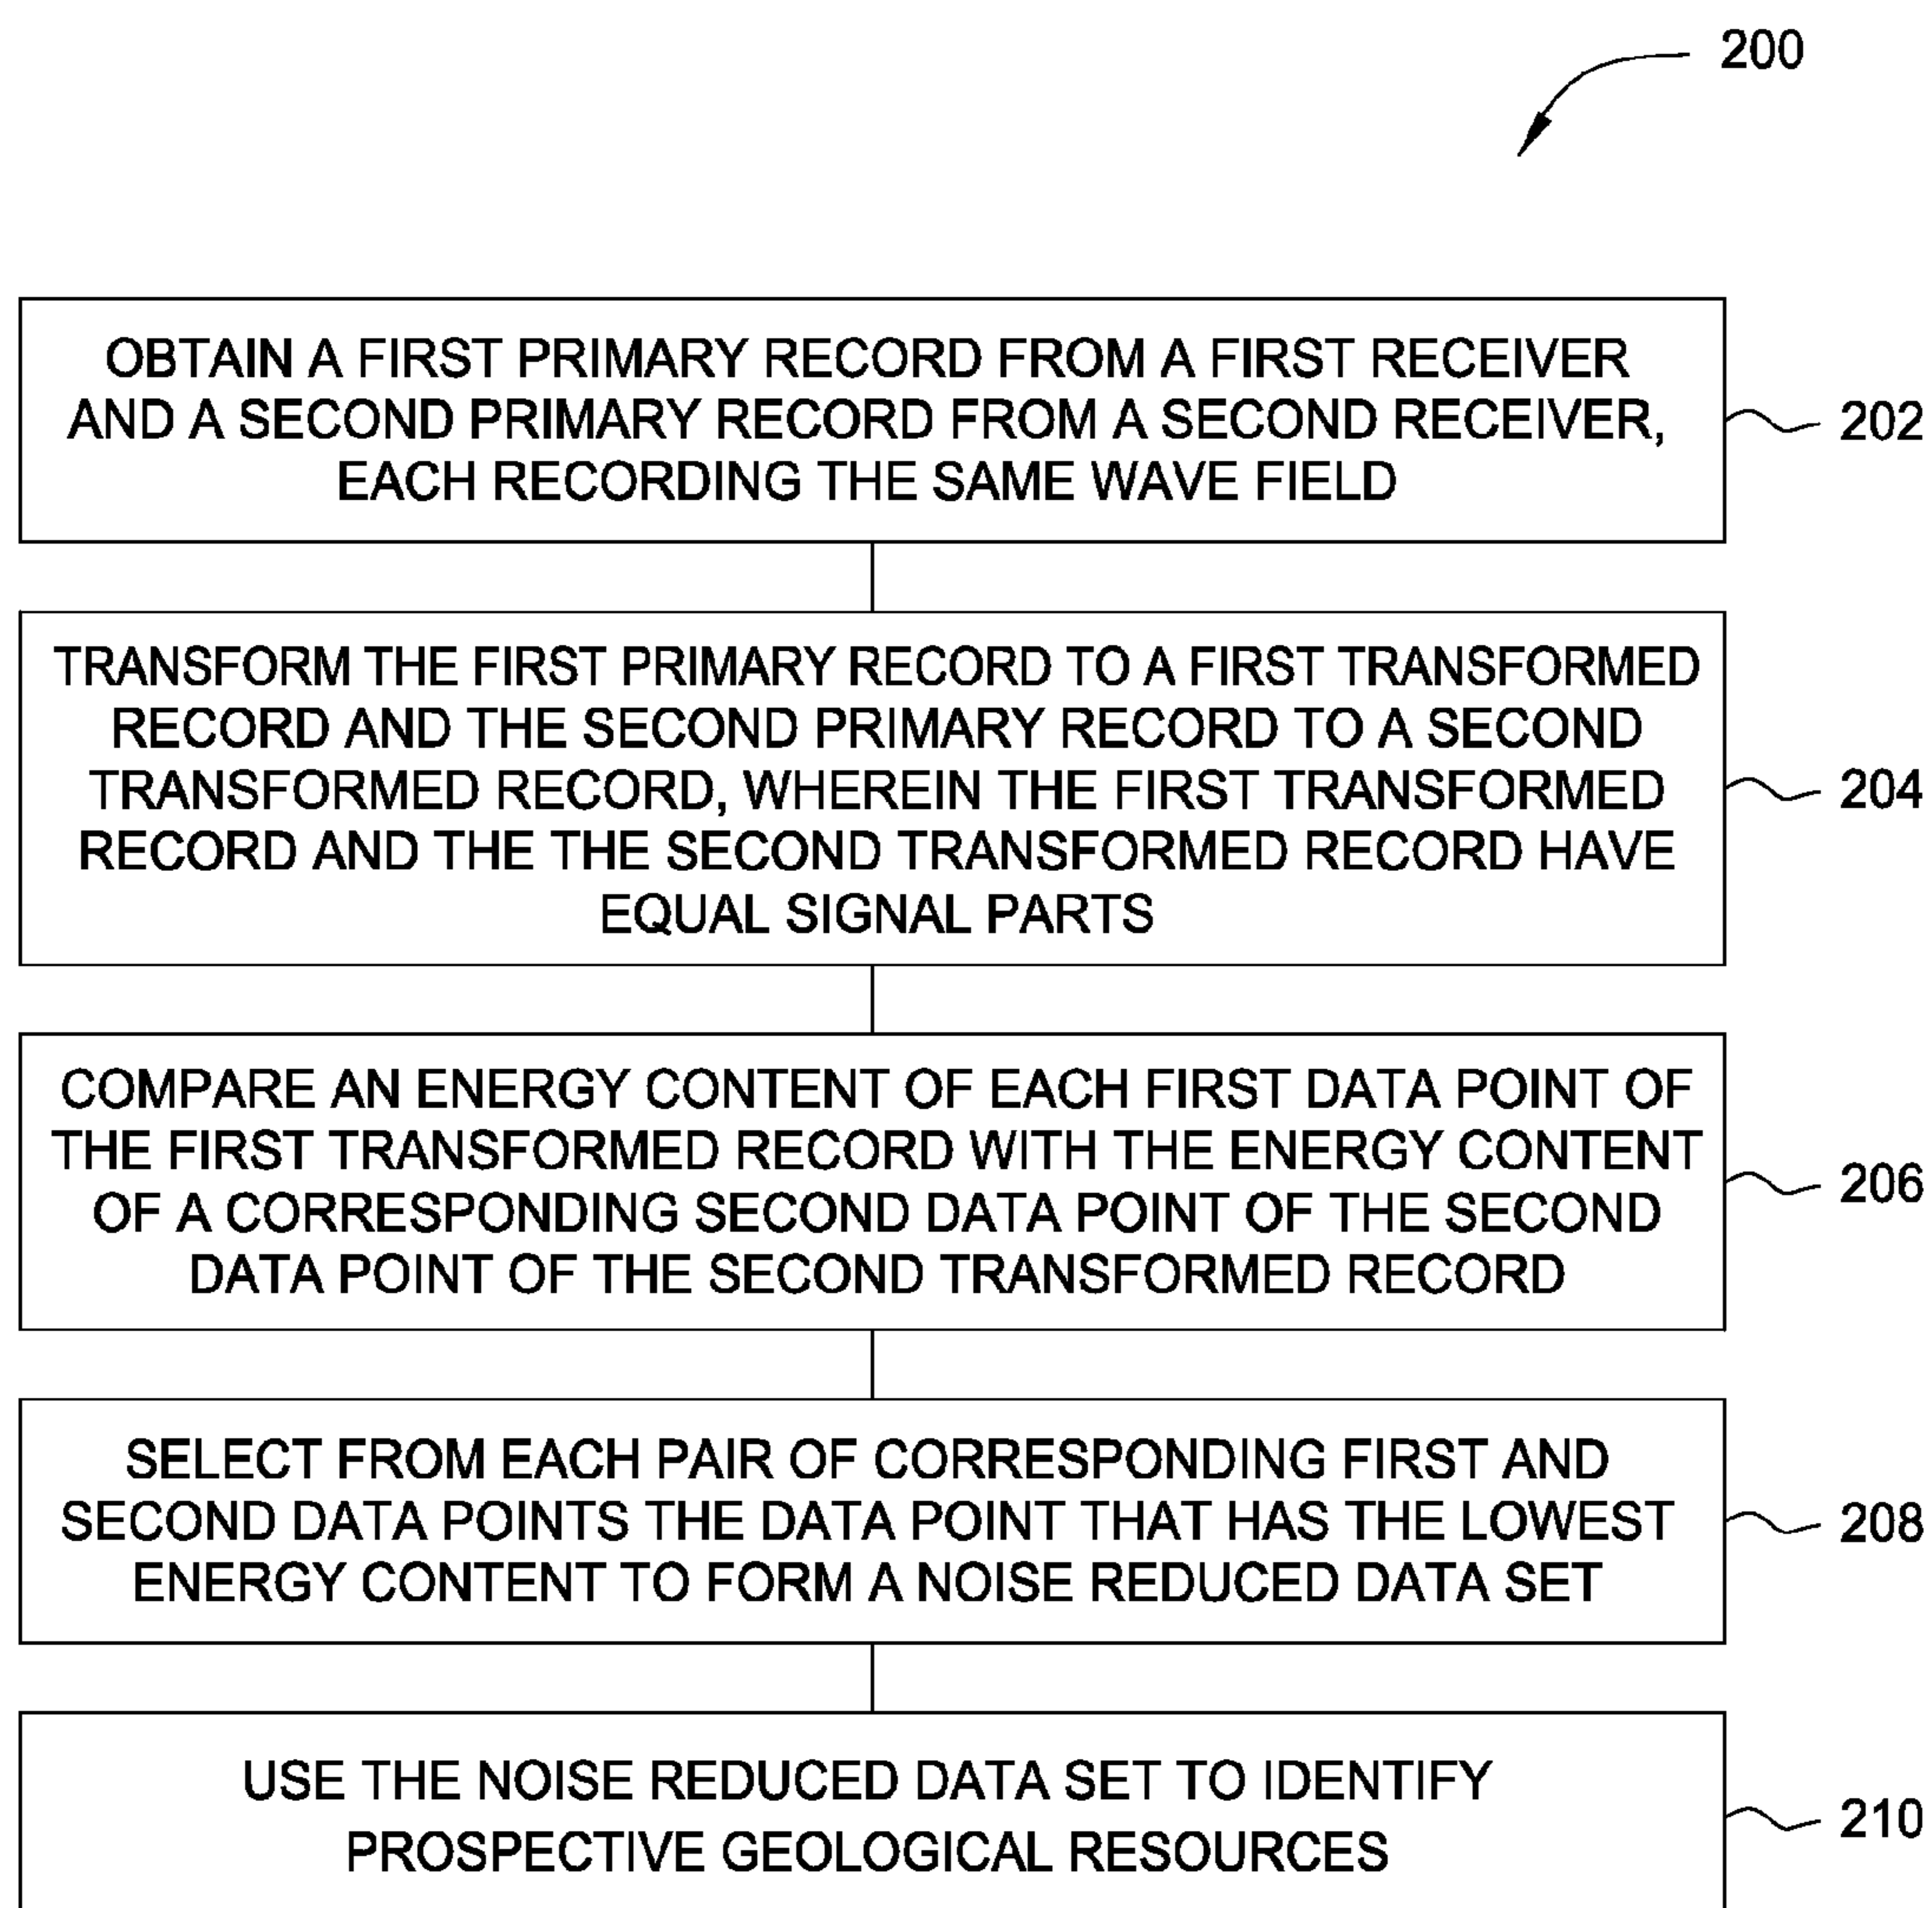 200
OBTAIN A FIRST PRIMARY RECORD FROM A FIRST RECEIVER
AND A SECOND PRIMARY RECORD FROM A SECOND RECEIVER,
EACH RECORDING THE SAME WAVE FIELD
202
TRANSFORM THE FIRST PRIMARY RECORD TO A FIRST TRANSFORMED
RECORD AND THE SECOND PRIMARY RECORD TO A SECOND
TRANSFORMED RECORD, WHEREIN THE FIRST TRANSFORMED
RECORD AND THE THE SECOND TRANSFORMED RECORD HAVE
EQUAL SIGNAL PARTS
204
COMPARE AN ENERGY CONTENT OF EACH FIRST DATA POINT OF
THE FIRST TRANSFORMED RECORD WITH THE ENERGY CONTENT
OF A CORRESPONDING SECOND DATA POINT OF THE SECOND
DATA POINT OF THE SECOND TRANSFORMED RECORD
206
SELECT FROM EACH PAIR OF CORRESPONDING FIRST AND
SECOND DATA POINTS THE DATA POINT THAT HAS THE LOWEST
ENERGY CONTENT TO FORM A NOISE REDUCED DATA SET
208
USE THE NOISE REDUCED DATA SET TO IDENTIFY
PROSPECTIVE GEOLOGICAL RESOURCES
210